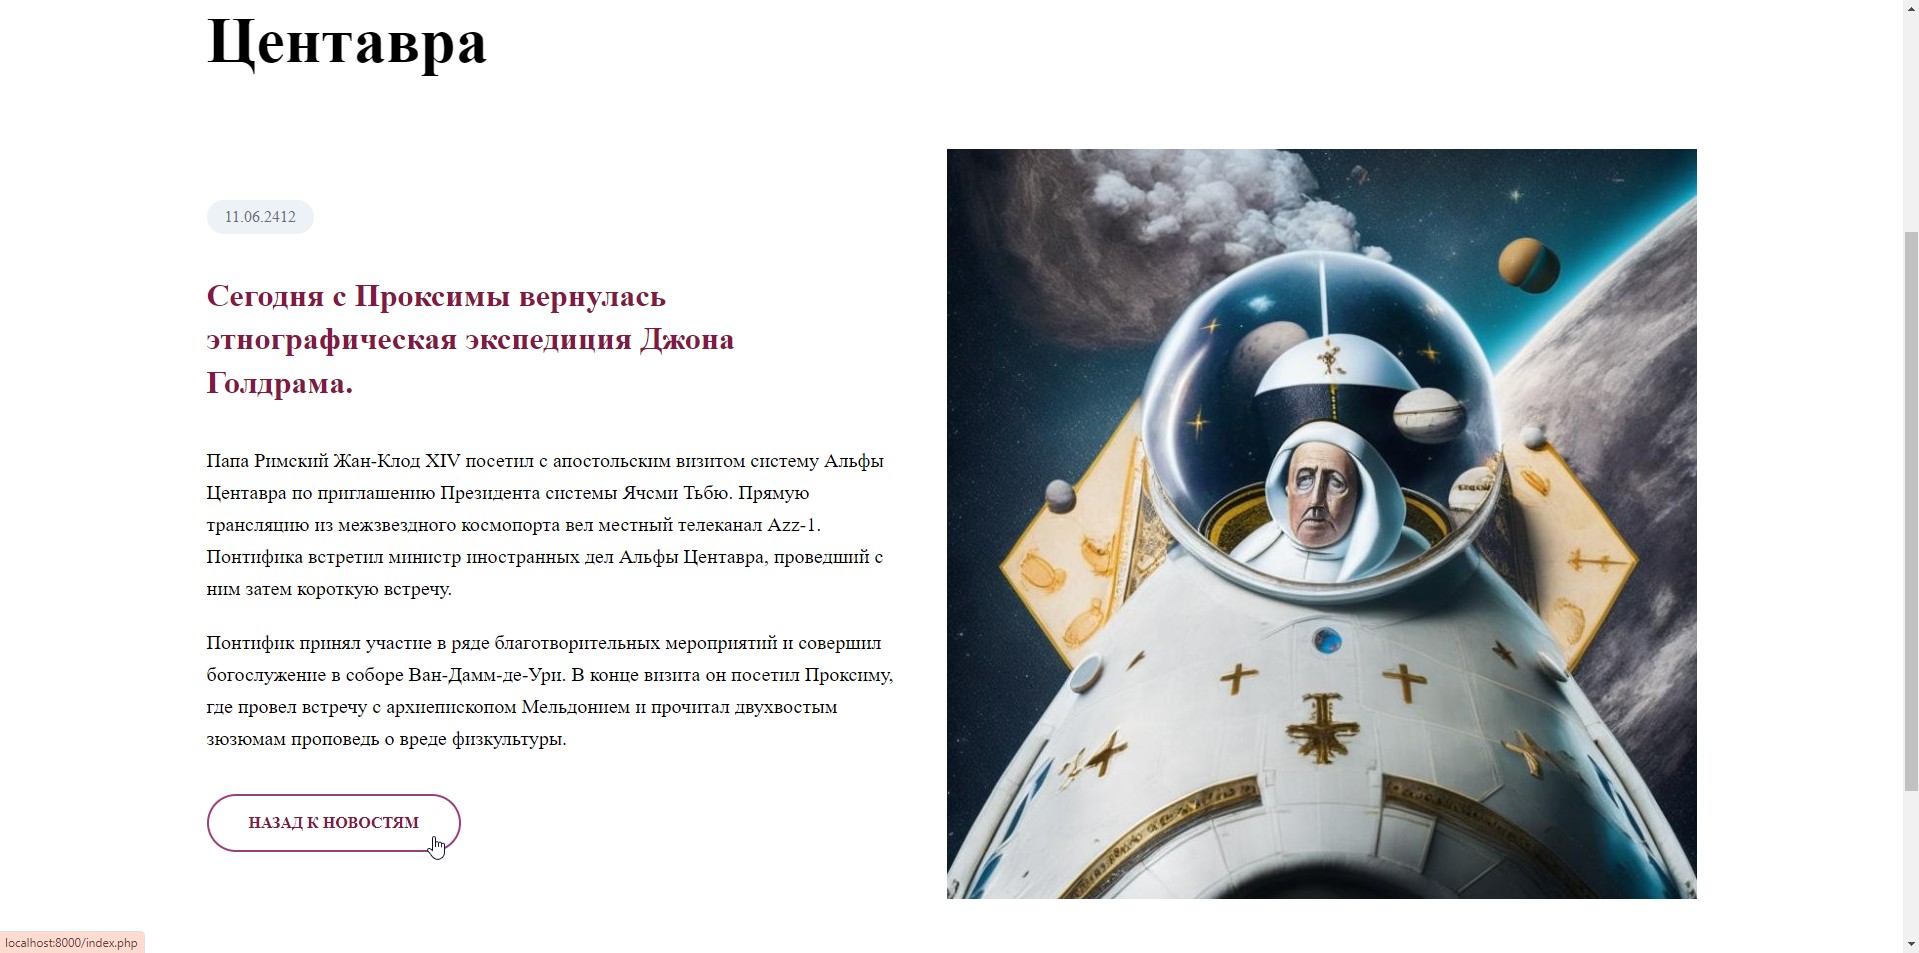 Центавра
11.06.2412
Сегодня с Проксимы вернулась
этнографическая экспедиция Джона
Голдрама.
Папа Римский Жан-Клод XIV посетил с апостольским визитом систему Альфы
Центавра по приглашению Президента системы Ячсми Тьбю. Прямую
трансляцию из межзвездного космопорта вел местный телеканал Azz-1.
Понтифика встретил министр иностранных дел Альфы Центавра, проведший с
ним затем короткую встречу.
Понтифик принял участие в ряде благотворительных мероприятий и совершил
богослужение в соборе Ван-Дамм-де-Ури. В конце визита он посетил Проксиму,
где провел встречу с архиепископом Мельдонием и прочитал двухвостым
зюзюмам проповедь о вреде физкультуры.
НАЗАД К НОВОСТЯМ
localhost:8000/index.php